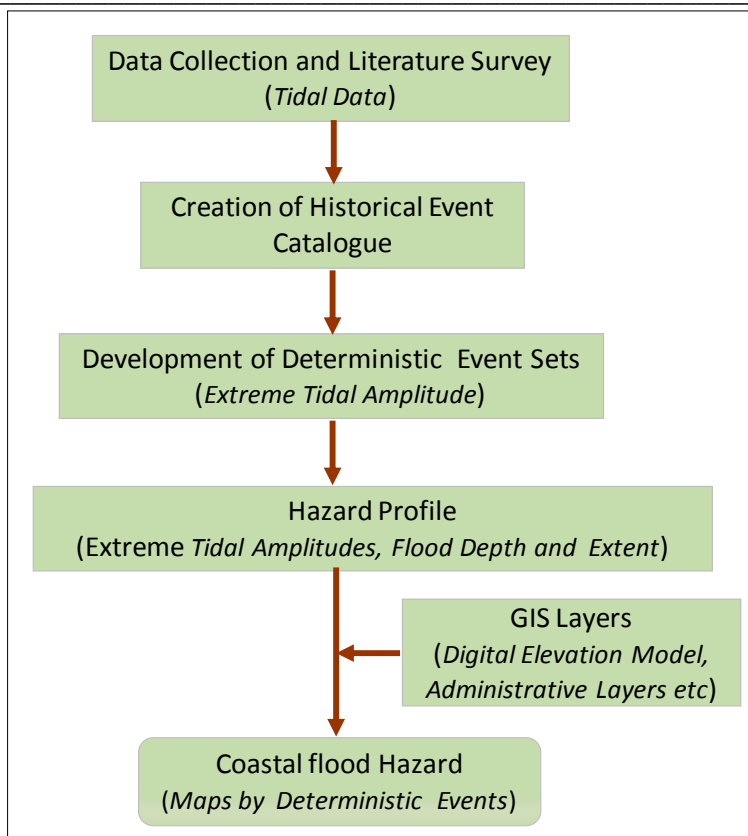 Data Collection and Literature Survey
(Tidal Data)
Creation of Historical Event
Catalogue
Development of Deterministic Event Sets
(Extreme Tidal Amplitude)
Hazard Profile
(Extreme Tidal Amplitudes, Flood Depth and Extent)
GIS Layers
(Digital Elevation Model,
Administrative Layers etc)
Coastal flood Hazard
(Maps by Deterministic Events)